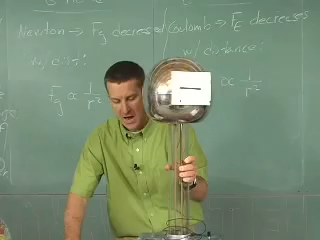 Newton → Fg decreases
w/ dist:
Fg ∝ 1/r²
Coulomb → FE decreases
w/ distance:
∝ 1/r²